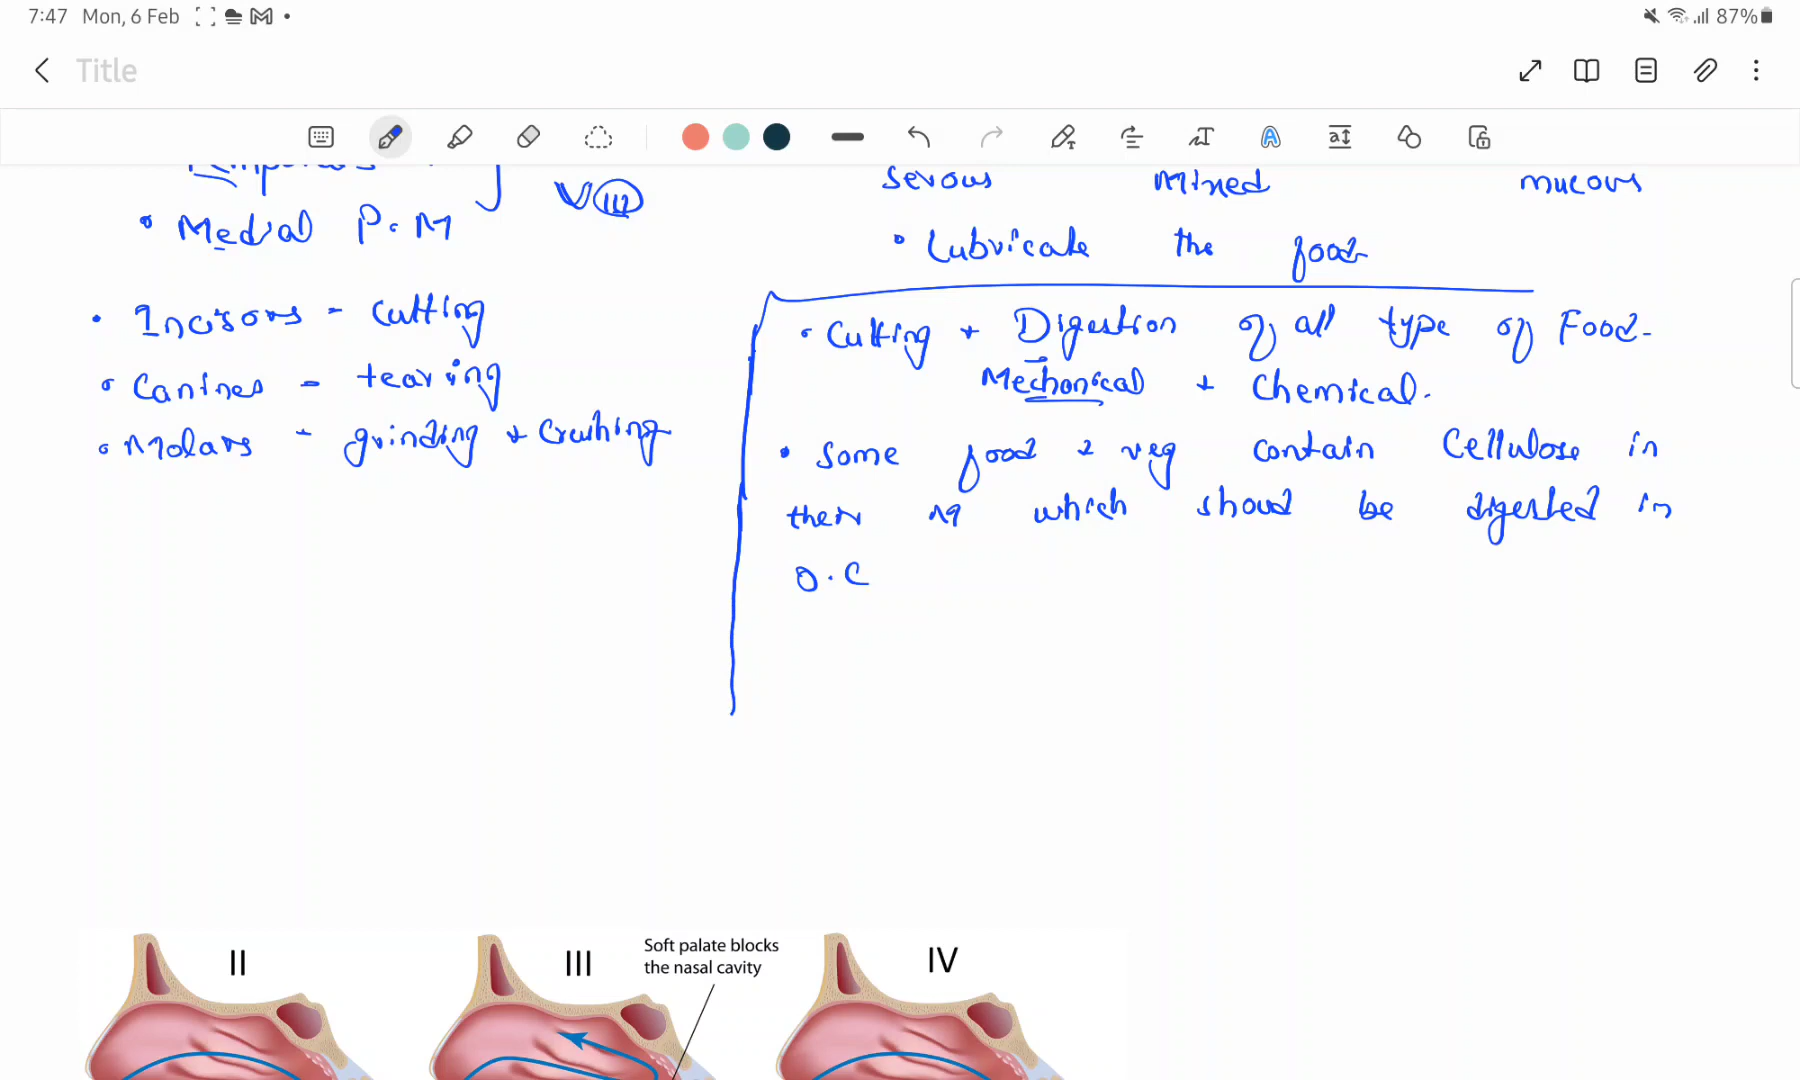 7:47 Mon, 6 Feb
87%
Title
• Medial P.M
V III
Serous Mixed mucous
• Lubricate the food
• Incisors - cutting
• Canines - tearing
• Molars - grinding + Crushing
• Cutting + Digestion of all type of Food.
Mechanical + Chemical.
• Some food & veg contain Cellulose in
which should be digested in
O.C
II
III
Soft palate blocks
the nasal cavity
IV